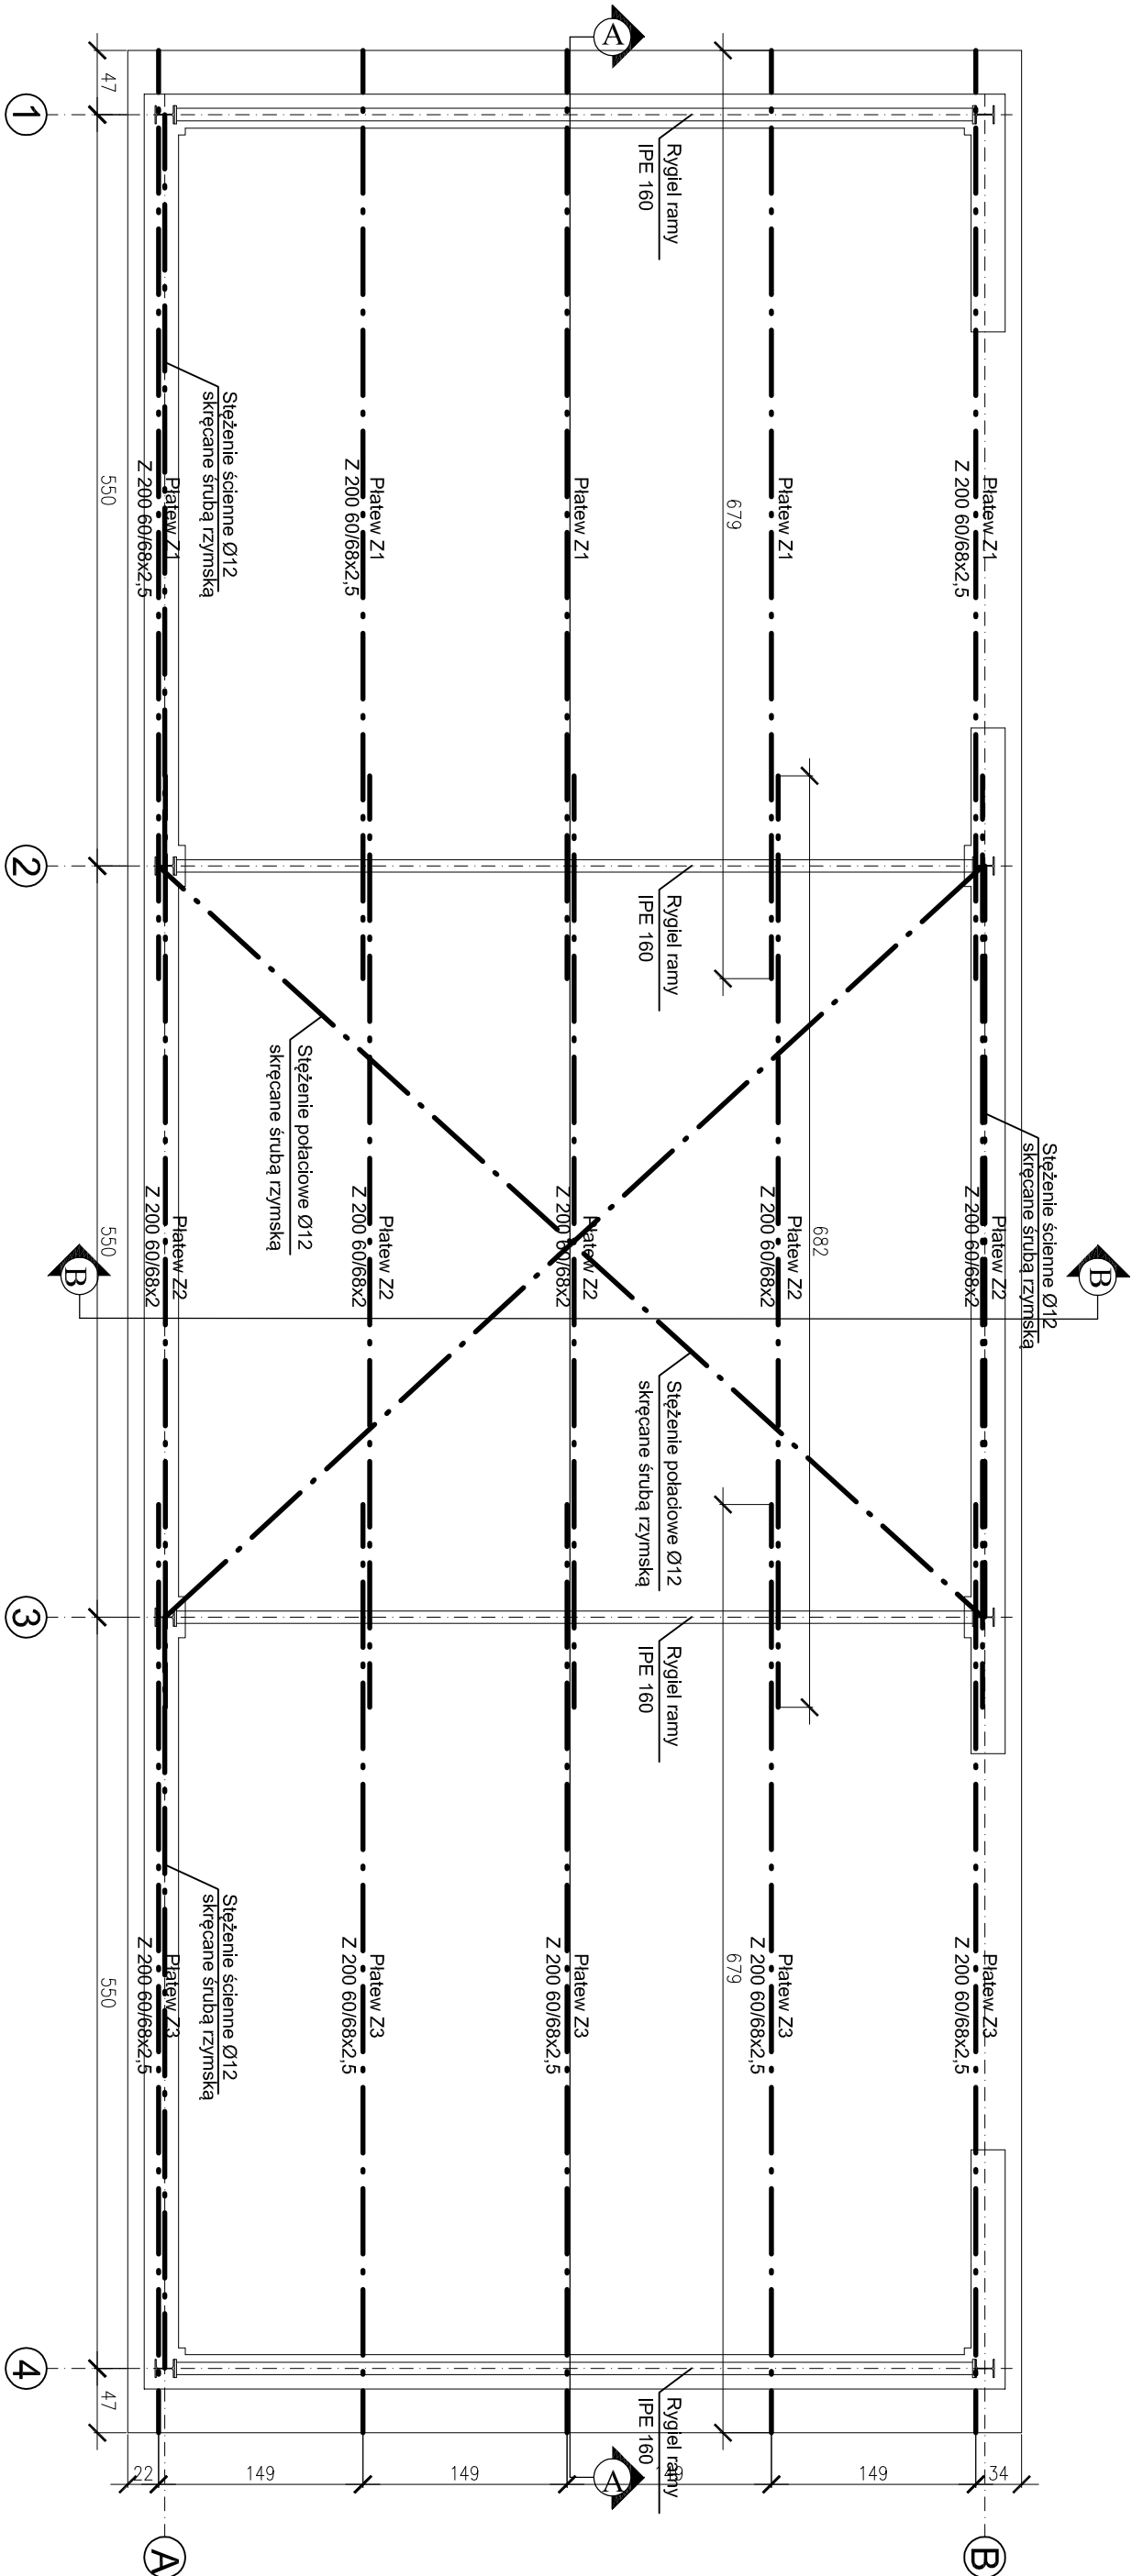 B
Stężenie ścienne Ø12
skręcane śrubą rzymską
Płatew Z1
Z 200 60/68x2,5
Płatew Z2
Z 200 60/68x2
Płatew Z3
Z 200 60/68x2,5
34
B
149
682
Płatew Z1
Płatew Z2
Z 200 60/68x2
Płatew Z3
Z 200 60/68x2,5
679
679
Rygiel ramy
IPE 160
Rygiel ramy
IPE 160
Stężenie połaciowe Ø12
skręcane śrubą rzymską
Rygiel ramy
IPE 160
Rygiel ramy
IPE 160
149
A
A
Płatew Z1
Płatew Z2
Z 200 60/68x2
Płatew Z3
Z 200 60/68x2,5
149
Płatew Z1
Z 200 60/68x2,5
Płatew Z2
Z 200 60/68x2
Płatew Z3
Z 200 60/68x2,5
Stężenie połaciowe Ø12
skręcane śrubą rzymską
149
Stężenie ścienne Ø12
skręcane śrubą rzymską
Stężenie ścienne Ø12
skręcane śrubą rzymską
Płatew Z1
Z 200 60/68x2,5
Płatew Z2
Z 200 60/68x2
Płatew Z3
Z 200 60/68x2,5
22
A
47
550
550
550
47
B
1
2
3
4